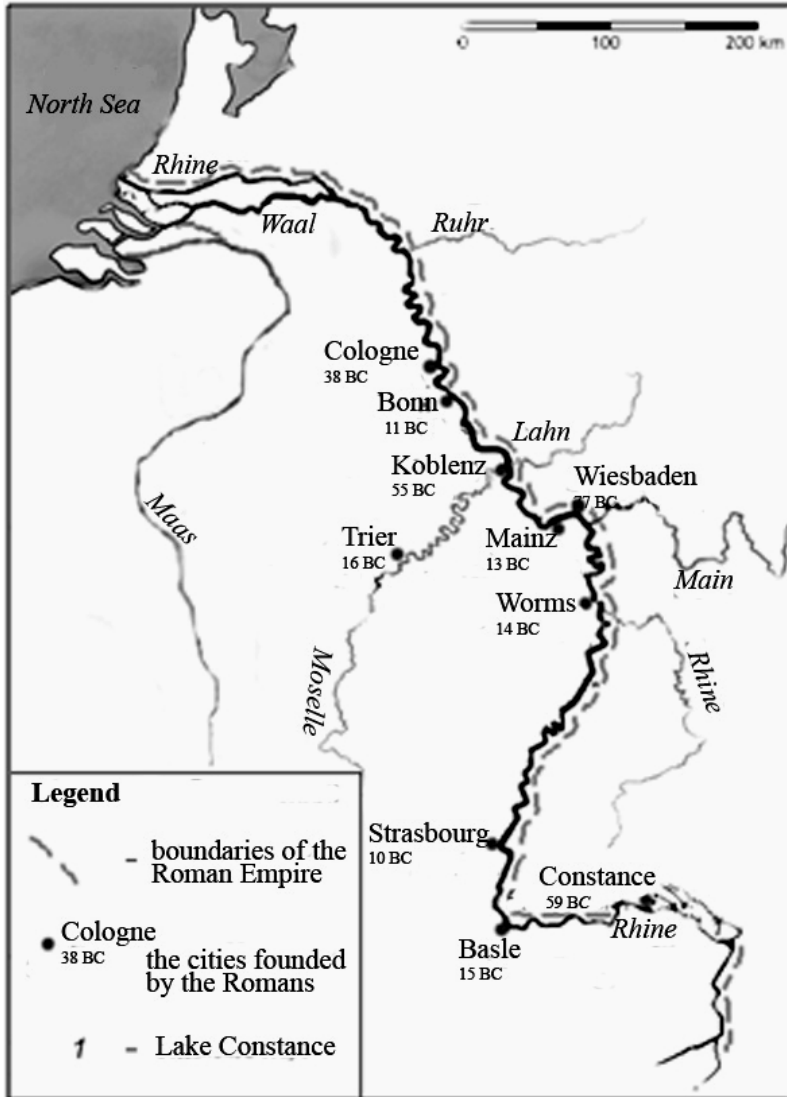 0 100 200 km
North Sea
Rhine
Waal
Ruhr
Cologne
38 BC
Bonn
11 BC
Lahn
Koblenz
55 BC
Wiesbaden
77 BC
Maas
Trier
16 BC
Mainz
13 BC
Main
Worms
14 BC
Moselle
Rhine
Legend
- boundaries of the
Roman Empire
Cologne
38 BC
the cities founded
by the Romans
1 - Lake Constance
Strasbourg
10 BC
Constance
59 BC
Rhine
Basle
15 BC